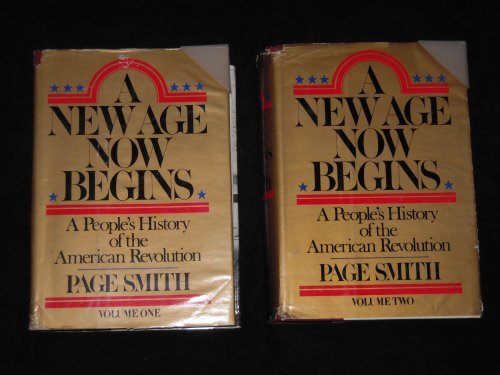 A
NEW AGE
NOW
BEGINS
A People's History
of the
American Revolution
PAGE SMITH
VOLUME ONE
A
NEW AGE
NOW
BEGINS
A People's History
of the
American Revolution
PAGE SMITH
VOLUME TWO